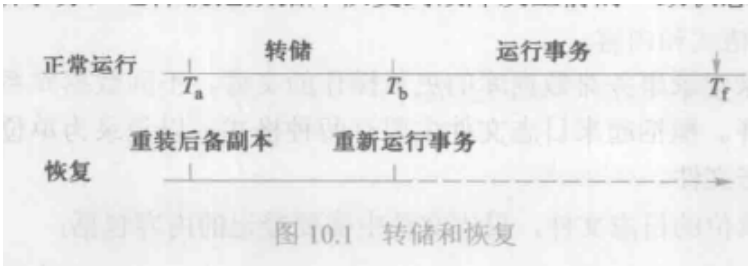 转储 运行事务
正常运行
Ta Tb Tf
重装后备副本 重新运行事务
恢复
图 10.1 转储和恢复